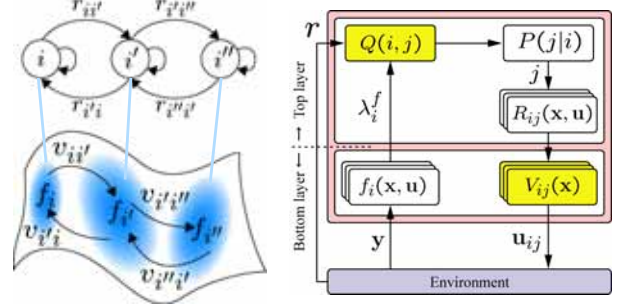 r_{ii'}
r_{i'i''}
i
i'
i''
r_{i'i}
r_{i''i'}
v_{ii'}
f_i
v_{i'i''}
f_{i'}
f_{i''}
v_{i'i}
v_{i''i'}
r
Q(i, j)
P(j|i)
j
λ_i^f
R_{ij}(x, u)
Bottom layer ← → Top layer
f_i(x, u)
V_{ij}(x)
y
u_{ij}
Environment